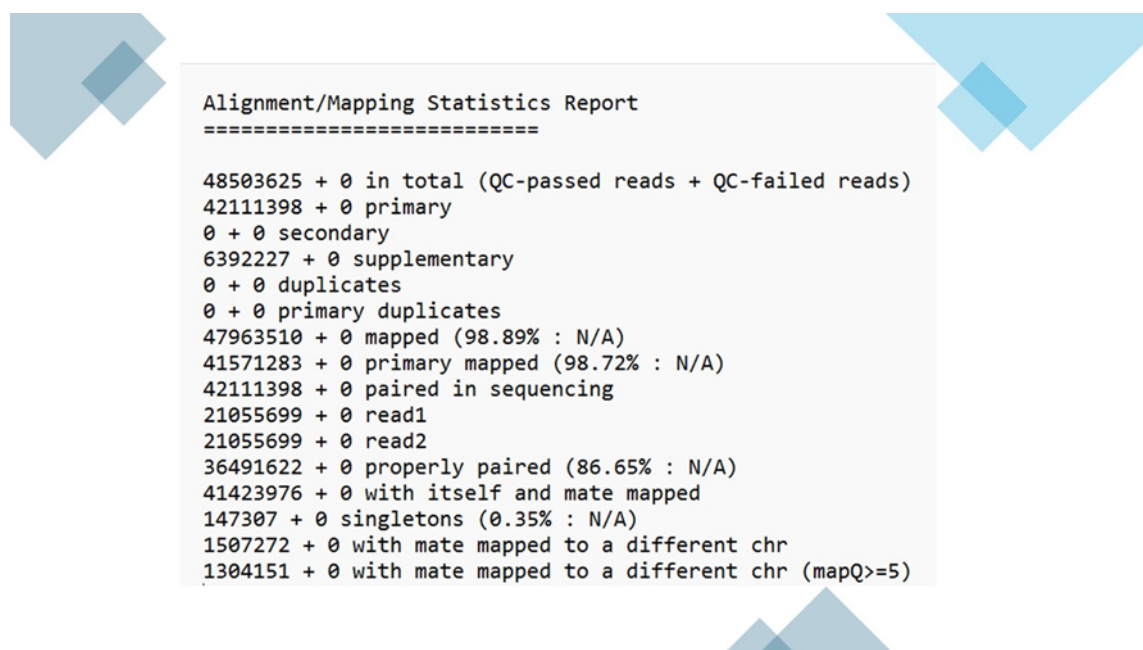 Alignment/Mapping Statistics Report
===========================
48503625 + 0 in total (QC-passed reads + QC-failed reads)
42111398 + 0 primary
0 + 0 secondary
6392227 + 0 supplementary
0 + 0 duplicates
0 + 0 primary duplicates
47963510 + 0 mapped (98.89% : N/A)
41571283 + 0 primary mapped (98.72% : N/A)
42111398 + 0 paired in sequencing
21055699 + 0 read1
21055699 + 0 read2
36491622 + 0 properly paired (86.65% : N/A)
41423976 + 0 with itself and mate mapped
147307 + 0 singletons (0.35% : N/A)
1507272 + 0 with mate mapped to a different chr
1304151 + 0 with mate mapped to a different chr (mapQ>=5)